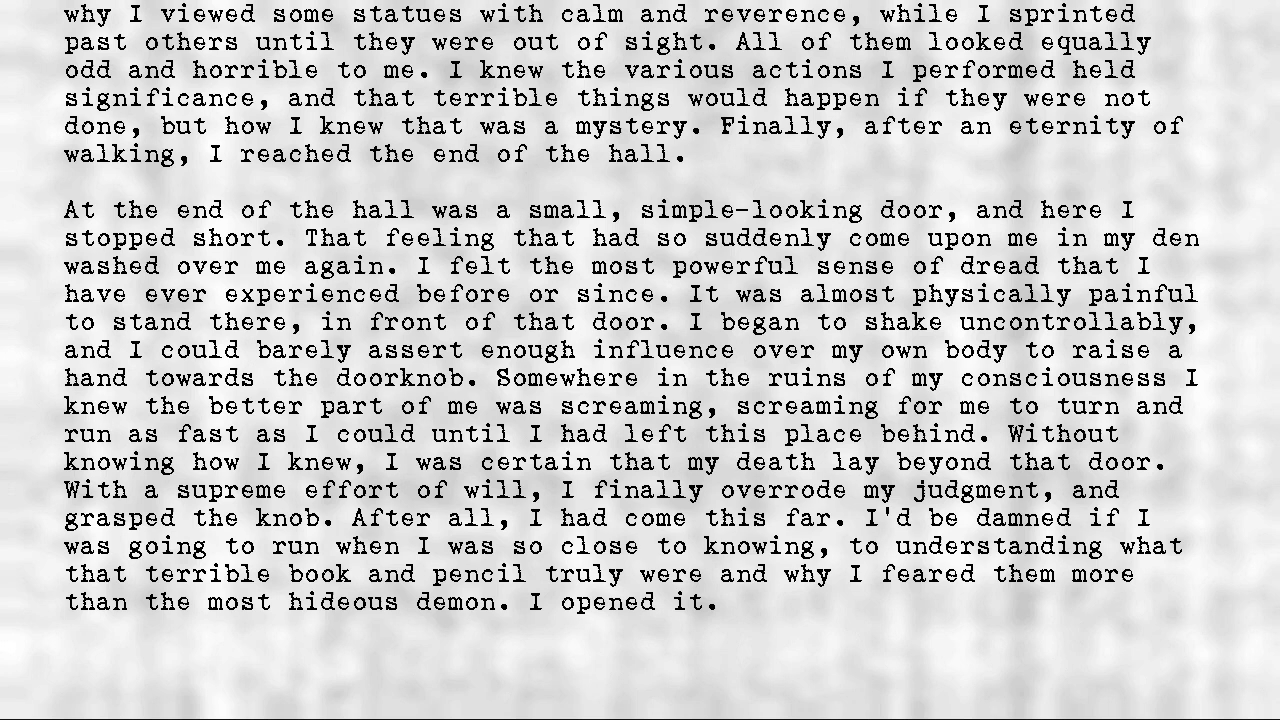 why I viewed some statues with calm and reverence, while I sprinted
past others until they were out of sight. All of them looked equally
odd and horrible to me. I knew the various actions I performed held
significance, and that terrible things would happen if they were not
done, but how I knew that was a mystery. Finally, after an eternity of
walking, I reached the end of the hall.

At the end of the hall was a small, simple-looking door, and here I
stopped short. That feeling that had so suddenly come upon me in my den
washed over me again. I felt the most powerful sense of dread that I
have ever experienced before or since. It was almost physically painful
to stand there, in front of that door. I began to shake uncontrollably,
and I could barely assert enough influence over my own body to raise a
hand towards the doorknob. Somewhere in the ruins of my consciousness I
knew the better part of me was screaming, screaming for me to turn and
run as fast as I could until I had left this place behind. Without
knowing how I knew, I was certain that my death lay beyond that door.
With a supreme effort of will, I finally overrode my judgment, and
grasped the knob. After all, I had come this far. I'd be damned if I
was going to run when I was so close to knowing, to understanding what
that terrible book and pencil truly were and why I feared them more
than the most hideous demon. I opened it.